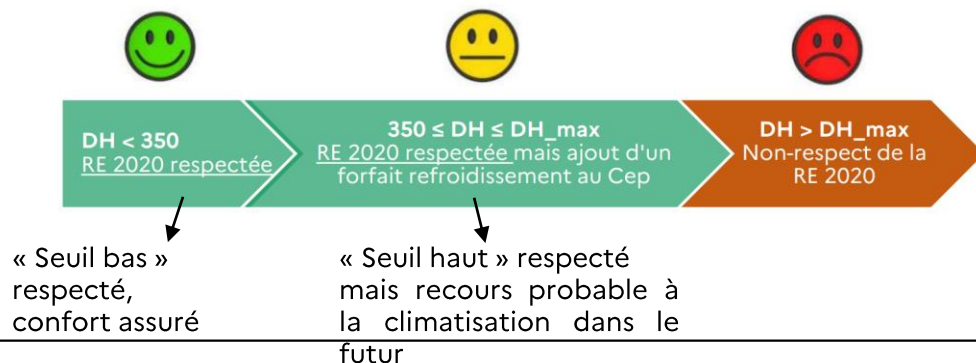 DH < 350
RE 2020 respectée
350 ≤ DH ≤ DH_max
RE 2020 respectée mais ajout d'un
forfait refroidissement au Cep
DH > DH_max
Non-respect de la
RE 2020
« Seuil bas »
respecté,
confort assuré
« Seuil haut » respecté
mais recours probable à
la climatisation dans le
futur